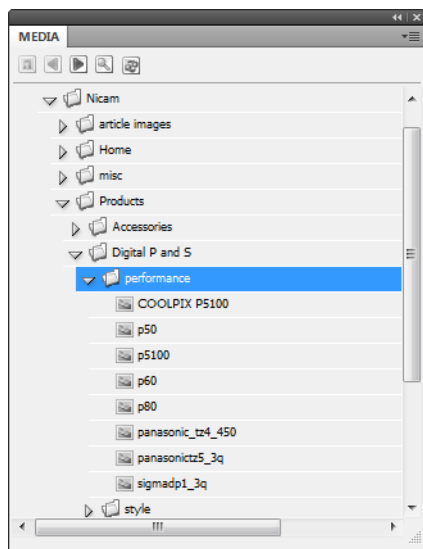 MEDIA
Nicam
article images
Home
misc
Products
Accessories
Digital P and S
performance
COOLPIX P5100
p50
p5100
p60
p80
panasonic_tz4_450
panasonictz5_3q
sigmadp1_3q
style